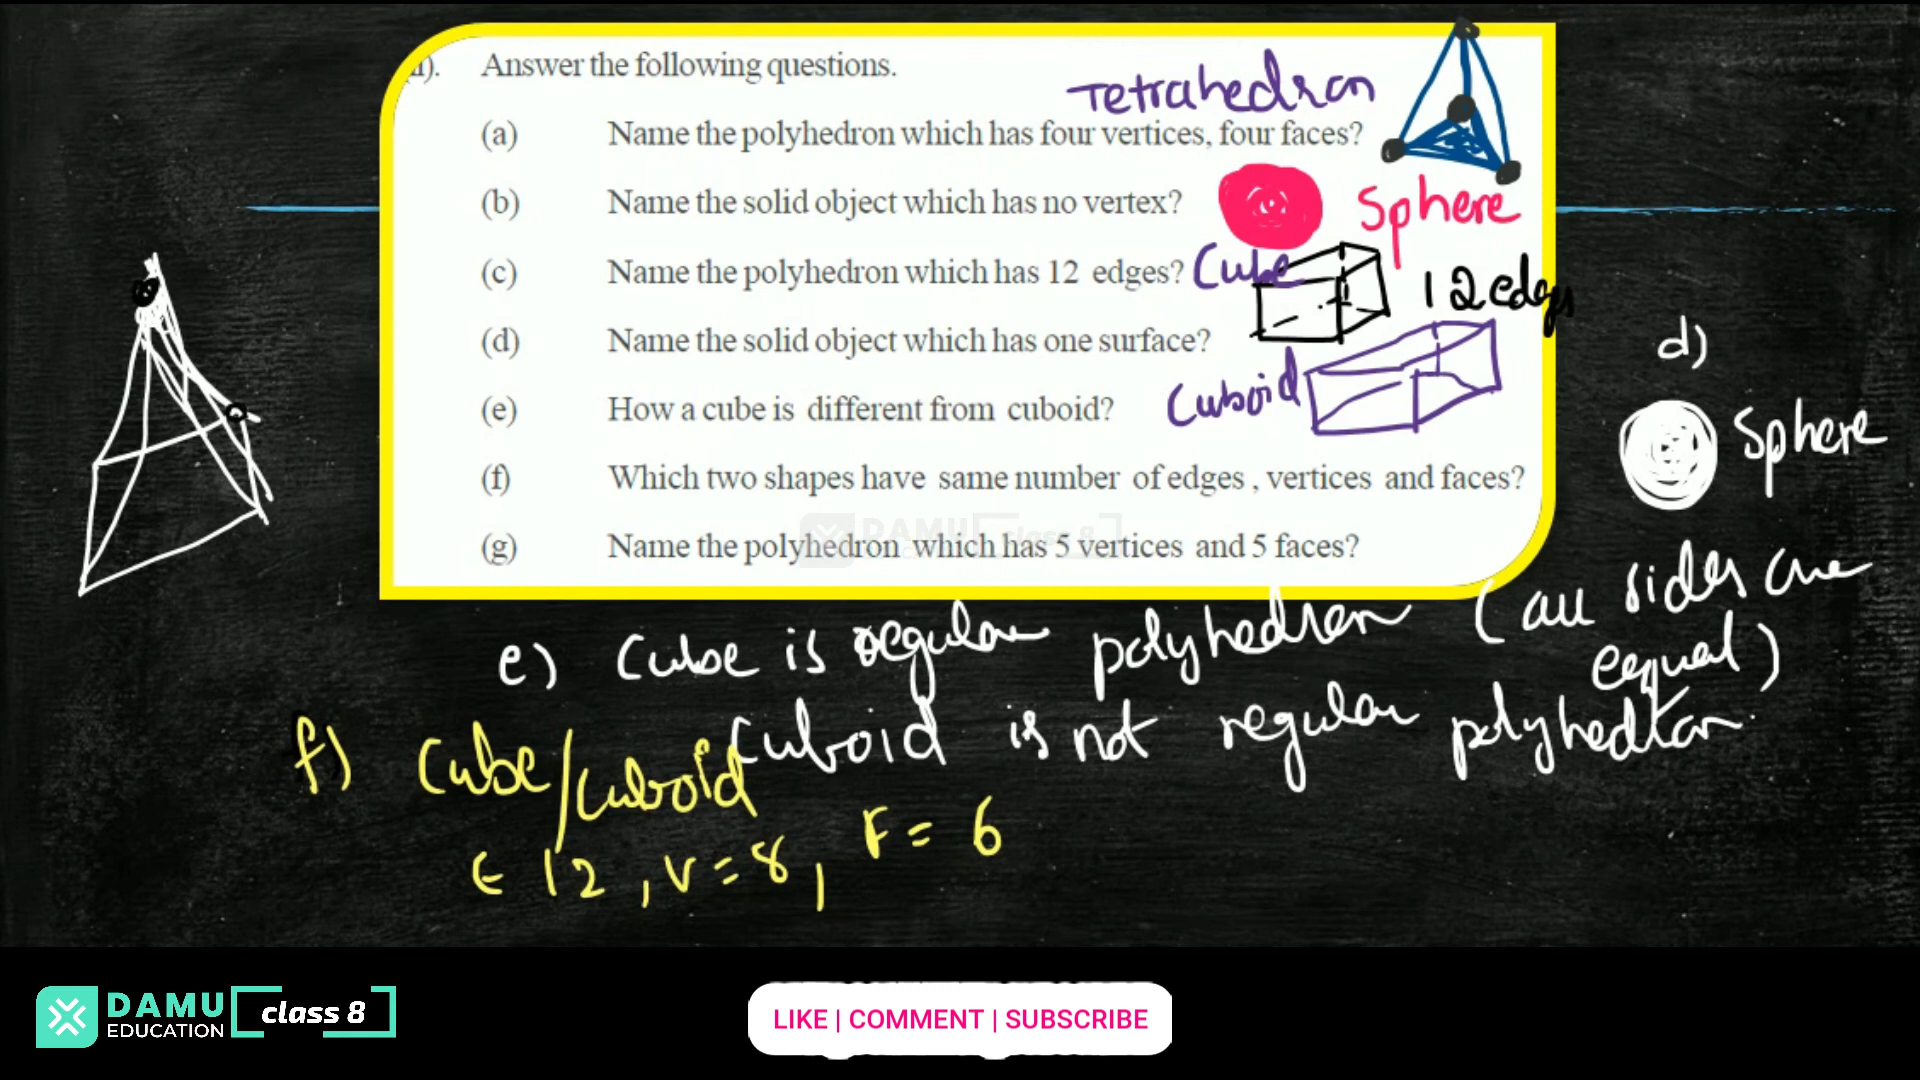 Answer the following questions.
Tetrahedron
(a) Name the polyhedron which has four vertices, four faces?
(b) Name the solid object which has no vertex?
Sphere
(c) Name the polyhedron which has 12 edges?
Cube
12 edges
(d) Name the solid object which has one surface?
(e) How a cube is different from cuboid?
Cuboid
(f) Which two shapes have same number of edges , vertices and faces?
(g) Name the polyhedron which has 5 vertices and 5 faces?
DAMU class 8
d)
Sphere
e) Cube is regular polyhedron (all sides are
equal)
Cuboid is not regular polyhedron.
f) Cube/cuboid
E 12, V=8, F=6
DAMU
EDUCATION
class 8
LIKE | COMMENT | SUBSCRIBE